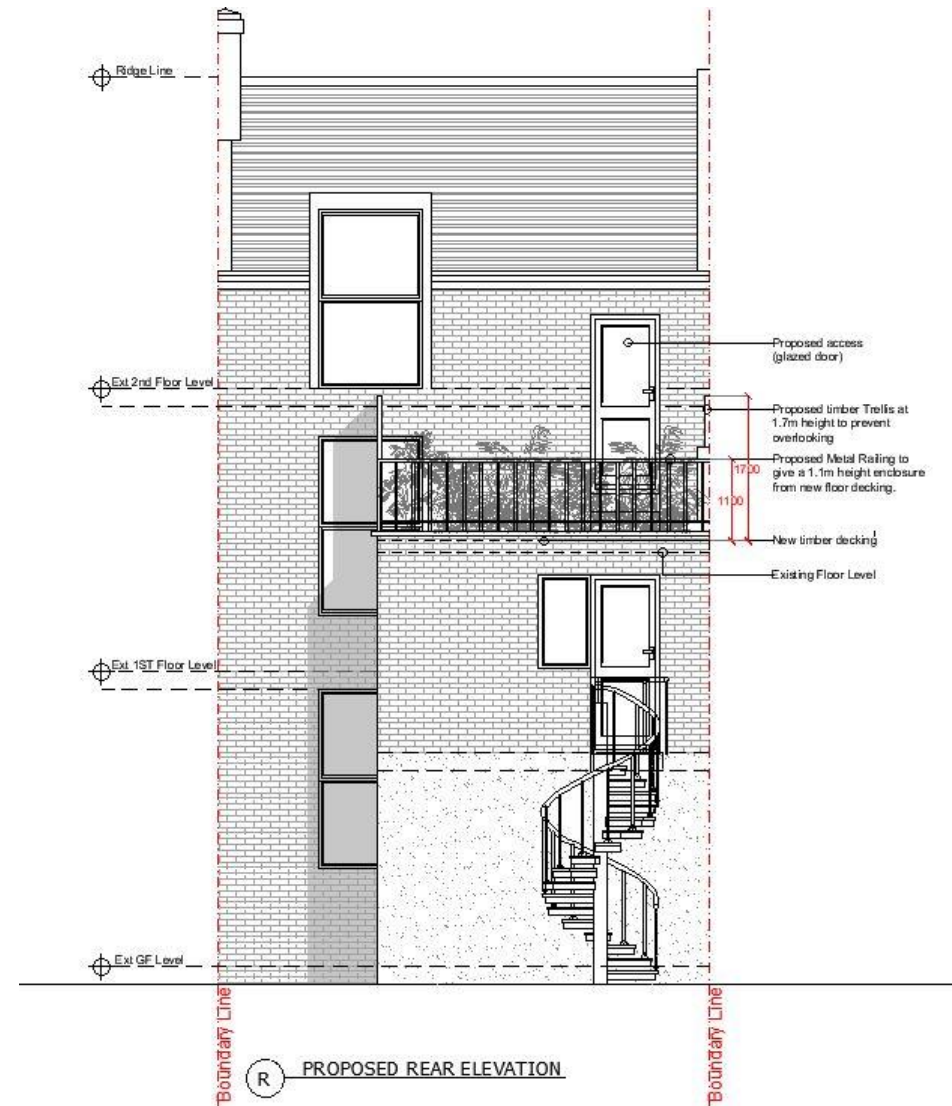 Ridge Line
Proposed access
(glazed door)
Ext 2nd Floor Level
Proposed timber Trellis at
1.7m height to prevent
overlooking
Proposed Metal Railing to
give a 1.1m height enclosure
from new floor decking.
1700
1100
New timber decking
Existing Floor Level
Ext 1ST Floor Level
Ext GF Level
Boundary Line
Boundary Line
R
PROPOSED REAR ELEVATION